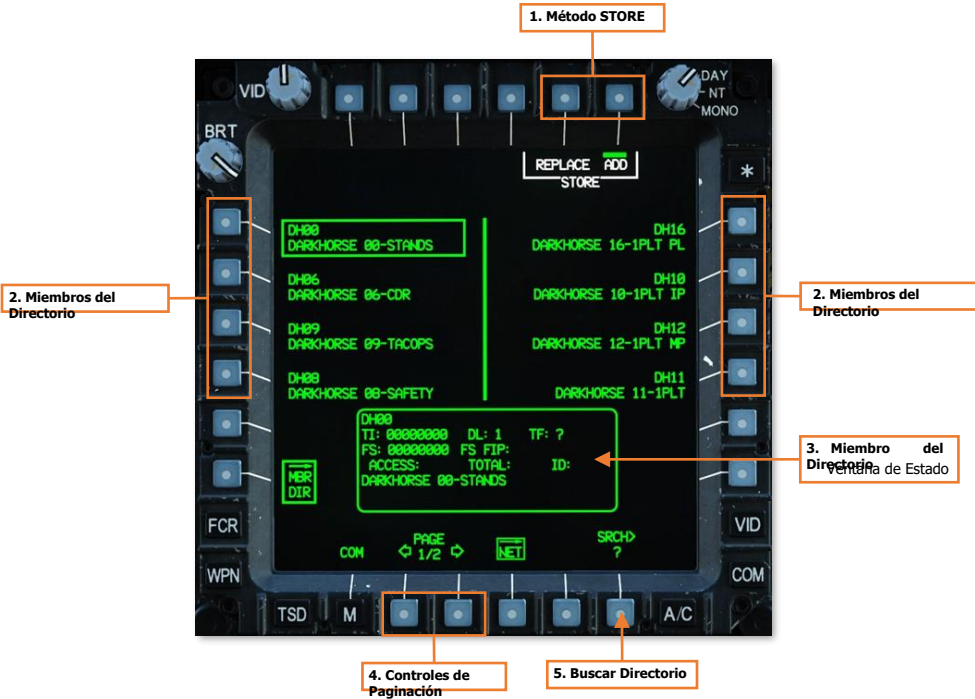 1. Método STORE
VID
DAY
NT
MONO
BRT
REPLACE ADD
STORE
*
DH00
DARKHORSE 00-STANDS
DH16
DARKHORSE 16-1PLT PL
DH06
DARKHORSE 06-CDR
DH10
DARKHORSE 10-1PLT IP
2. Miembros del
Directorio
2. Miembros del
Directorio
DH09
DARKHORSE 09-TACOPS
DH12
DARKHORSE 12-1PLT MP
DH08
DARKHORSE 08-SAFETY
DH11
DARKHORSE 11-1PLT
DH00
TI: 00000000 DL: 1 TF: ?
FS: 00000000 FS FIP:
ACCESS: TOTAL: ID:
DARKHORSE 00-STANDS
3. Miembro del
Directorio
Ventana de Estado
MBR
DIR
FCR
VID
COM
PAGE
1/2
NET
SRCH>
?
WPN
COM
TSD
M
A/C
4. Controles de
Paginación
5. Buscar Directorio